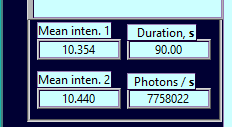 Mean inten. 1 Duration, s
10.354 90.00
Mean inten. 2 Photons / s
10.440 7758022